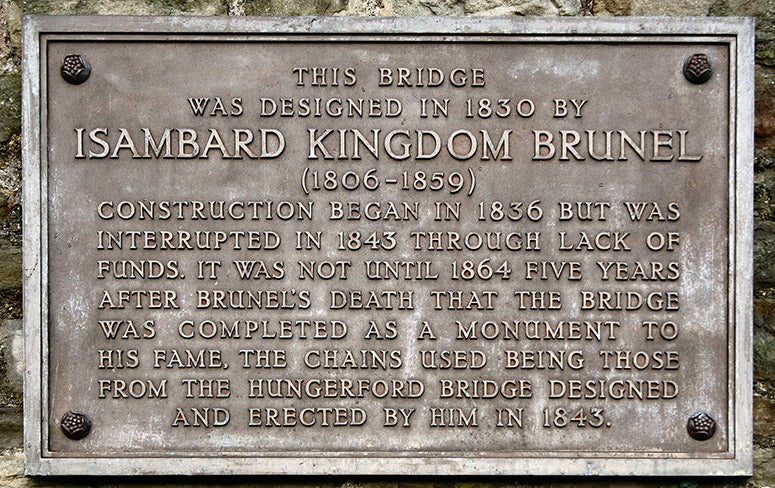 THIS BRIDGE
WAS DESIGNED IN 1830 BY
ISAMBARD KINGDOM BRUNEL
(1806-1859)
CONSTRUCTION BEGAN IN 1836 BUT WAS
INTERRUPTED IN 1843 THROUGH LACK OF
FUNDS. IT WAS NOT UNTIL 1864 FIVE YEARS
AFTER BRUNEL'S DEATH THAT THE BRIDGE
WAS COMPLETED AS A MONUMENT TO
HIS FAME, THE CHAINS USED BEING THOSE
FROM THE HUNGERFORD BRIDGE DESIGNED
AND ERECTED BY HIM IN 1843.